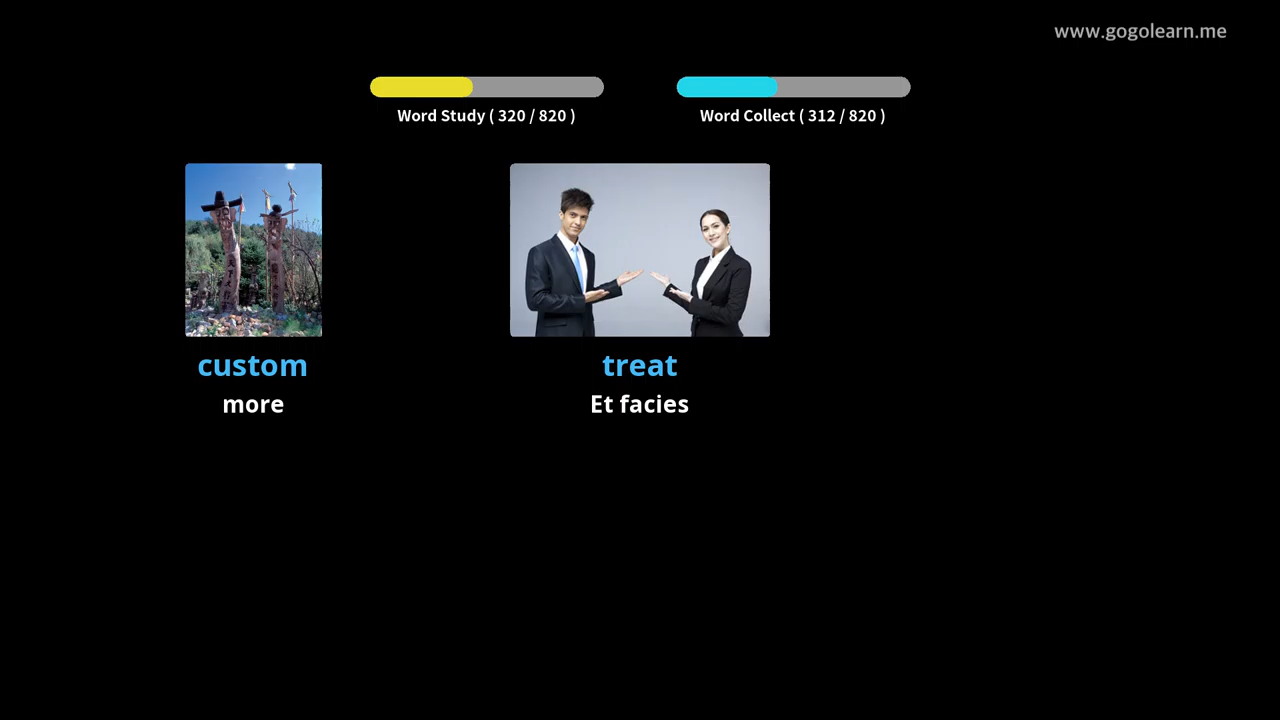 www.gogolearn.me
Word Study ( 320 / 820 )
Word Collect ( 312 / 820 )
custom
more
treat
Et facies